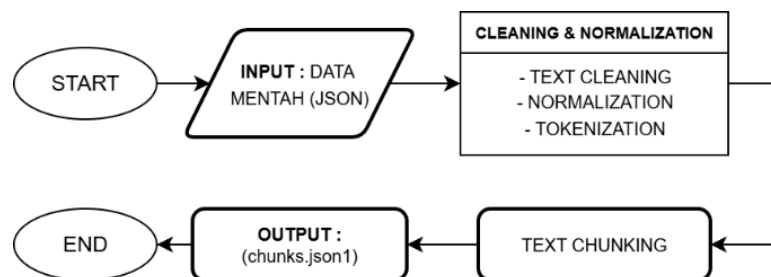 START
INPUT : DATA
MENTAH (JSON)
CLEANING & NORMALIZATION
- TEXT CLEANING
- NORMALIZATION
- TOKENIZATION
END
OUTPUT :
(chunks.json1)
TEXT CHUNKING